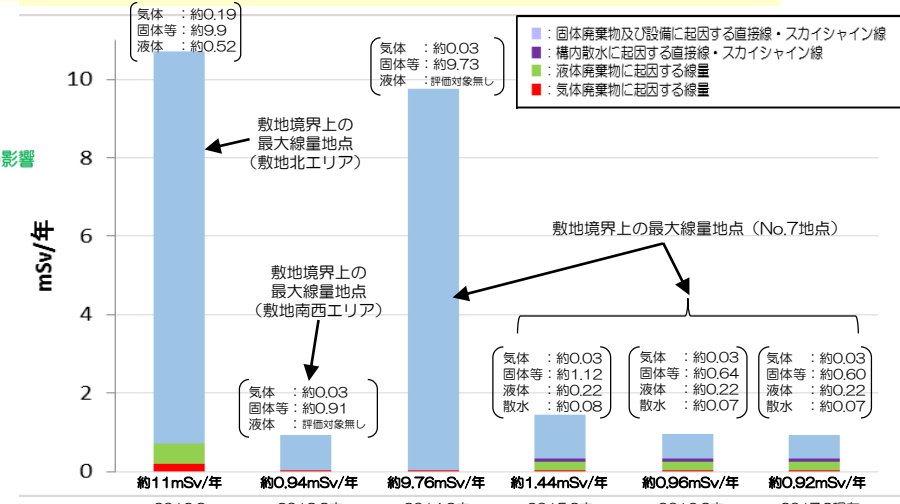 気体　：約0.19
固体等：約9.9
液体　：約0.52
気体　：約0.03
固体等：約9.73
液体　：評価対象無し
■：固体廃棄物及び設備に起因する直接線・スカイシャイン線
■：構内散水に起因する直接線・スカイシャイン線
■：液体廃棄物に起因する線量
■：気体廃棄物に起因する線量
影響
敷地境界上の
最大線量地点
（敷地北エリア）
敷地境界上の最大線量地点（No.7地点）
敷地境界上の
最大線量地点
（敷地南西エリア）
気体　：約0.03
固体等：約0.91
液体　：評価対象無し
気体　：約0.03
固体等：約1.12
液体　：約0.22
散水　：約0.08
気体　：約0.03
固体等：約0.64
液体　：約0.22
散水　：約0.07
気体　：約0.03
固体等：約0.60
液体　：約0.22
散水　：約0.07
mSv/年
10
8
6
4
2
0
約11mSv/年
約0.94mSv/年
約9.76mSv/年
約1.44mSv/年
約0.96mSv/年
約0.92mSv/年